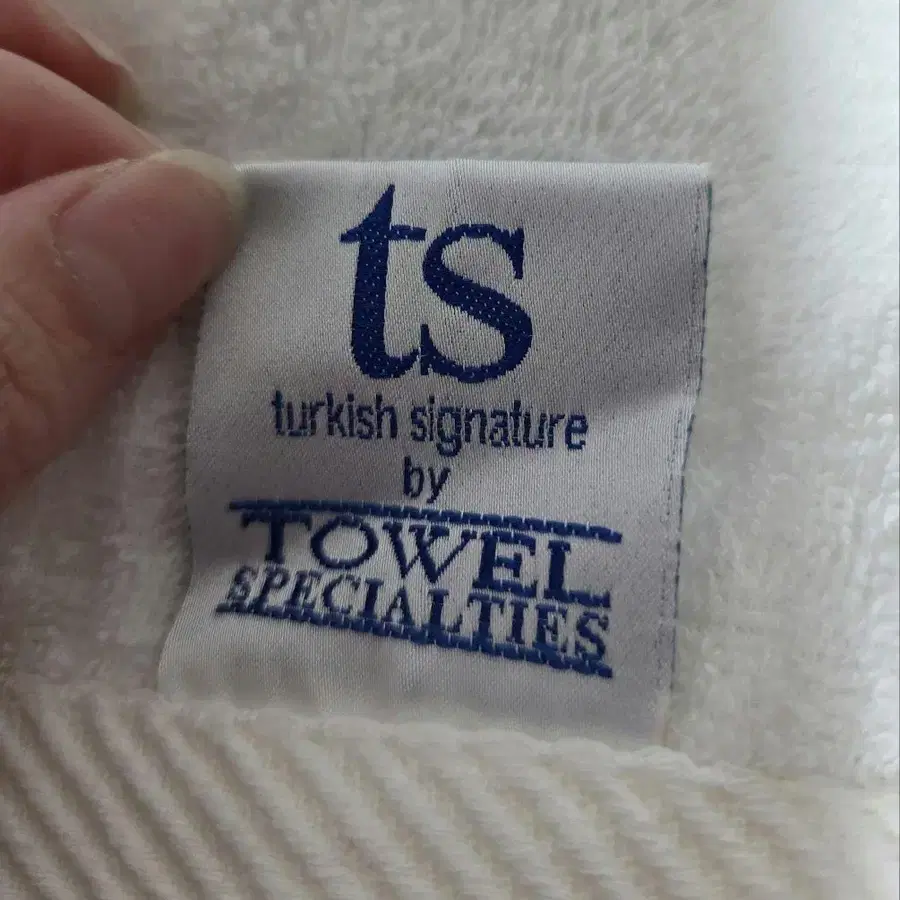 ts
turkish signature
by
TOWEL
SPECIALTIES